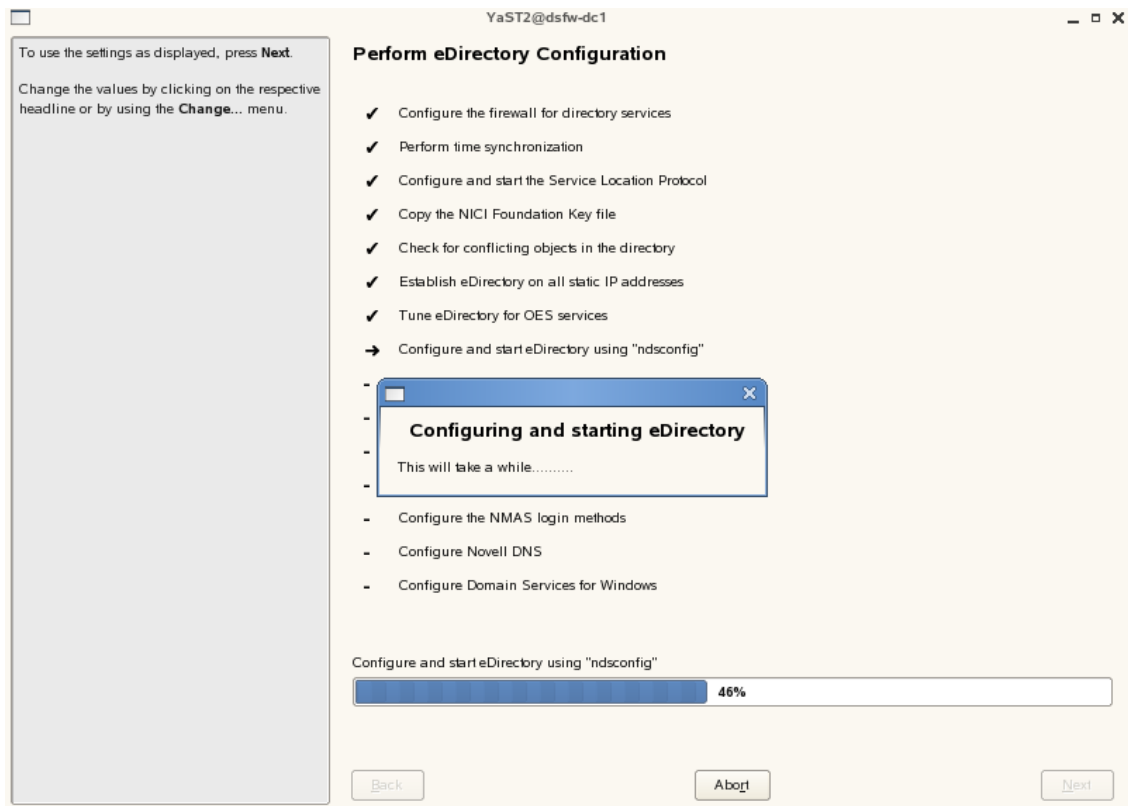 YaST2@dsfw-dc1
To use the settings as displayed, press Next.
Change the values by clicking on the respective
headline or by using the Change... menu.
Perform eDirectory Configuration
✔ Configure the firewall for directory services
✔ Perform time synchronization
✔ Configure and start the Service Location Protocol
✔ Copy the NICI Foundation Key file
✔ Check for conflicting objects in the directory
✔ Establish eDirectory on all static IP addresses
✔ Tune eDirectory for OES services
➔ Configure and start eDirectory using "ndsconfig"
-
-
-
-
Configuring and starting eDirectory
This will take a while..........
- Configure the NMAS login methods
- Configure Novell DNS
- Configure Domain Services for Windows
Configure and start eDirectory using "ndsconfig"
46%
Back
Abort
Next